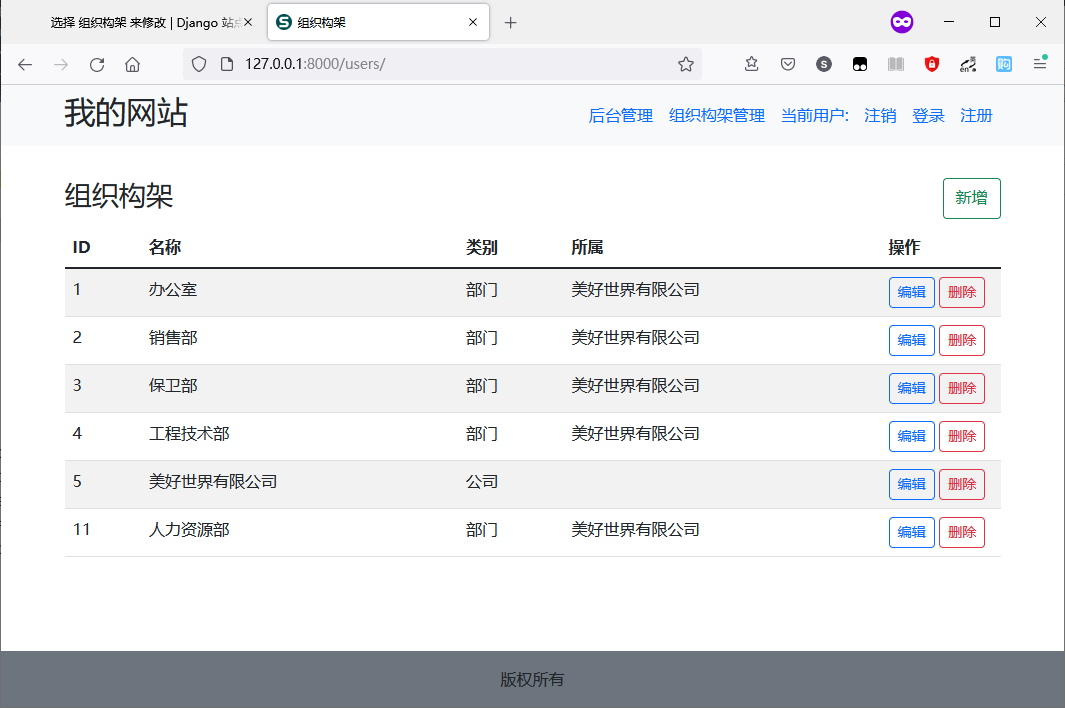 选择 组织构架 来修改 | Django 站点
组织构架
127.0.0.1:8000/users/
我的网站
后台管理 组织构架管理 当前用户: 注销 登录 注册
组织构架
新增
ID 名称 类别 所属 操作
1 办公室 部门 美好世界有限公司 编辑 删除
2 销售部 部门 美好世界有限公司 编辑 删除
3 保卫部 部门 美好世界有限公司 编辑 删除
4 工程技术部 部门 美好世界有限公司 编辑 删除
5 美好世界有限公司 公司 编辑 删除
11 人力资源部 部门 美好世界有限公司 编辑 删除
版权所有